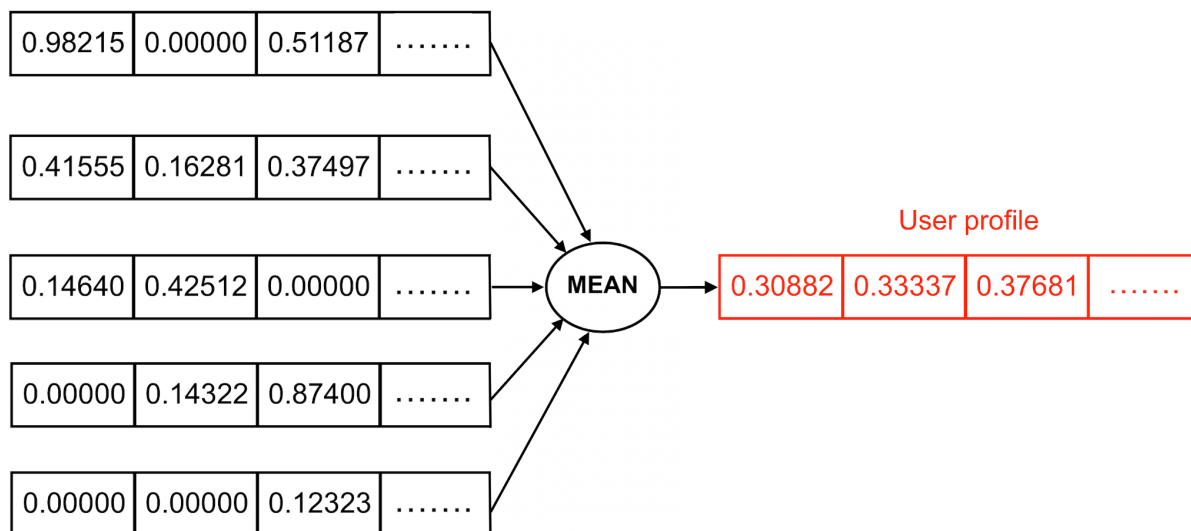 0.98215 0.00000 0.51187 .......
0.41555 0.16281 0.37497 .......
User profile
0.14640 0.42512 0.00000 ....... MEAN 0.30882 0.33337 0.37681 .......
0.00000 0.14322 0.87400 .......
0.00000 0.00000 0.12323 .......